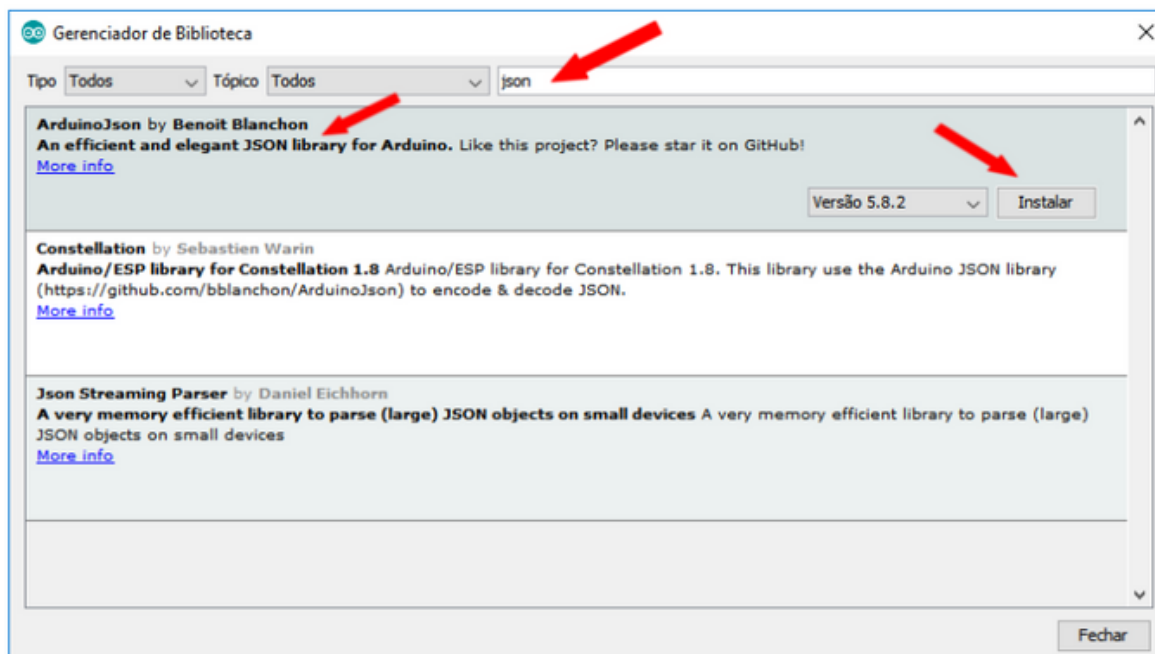 Gerenciador de Biblioteca
Tipo Todos Tópico Todos json
ArduinoJson by Benoit Blanchon
An efficient and elegant JSON library for Arduino. Like this project? Please star it on GitHub!
More info
Versão 5.8.2 Instalar
Constellation by Sebastien Warin
Arduino/ESP library for Constellation 1.8 Arduino/ESP library for Constellation 1.8. This library use the Arduino JSON library
(https://github.com/bblanchon/ArduinoJson) to encode & decode JSON.
More info
Json Streaming Parser by Daniel Eichhorn
A very memory efficient library to parse (large) JSON objects on small devices A very memory efficient library to parse (large)
JSON objects on small devices
More info
Fechar